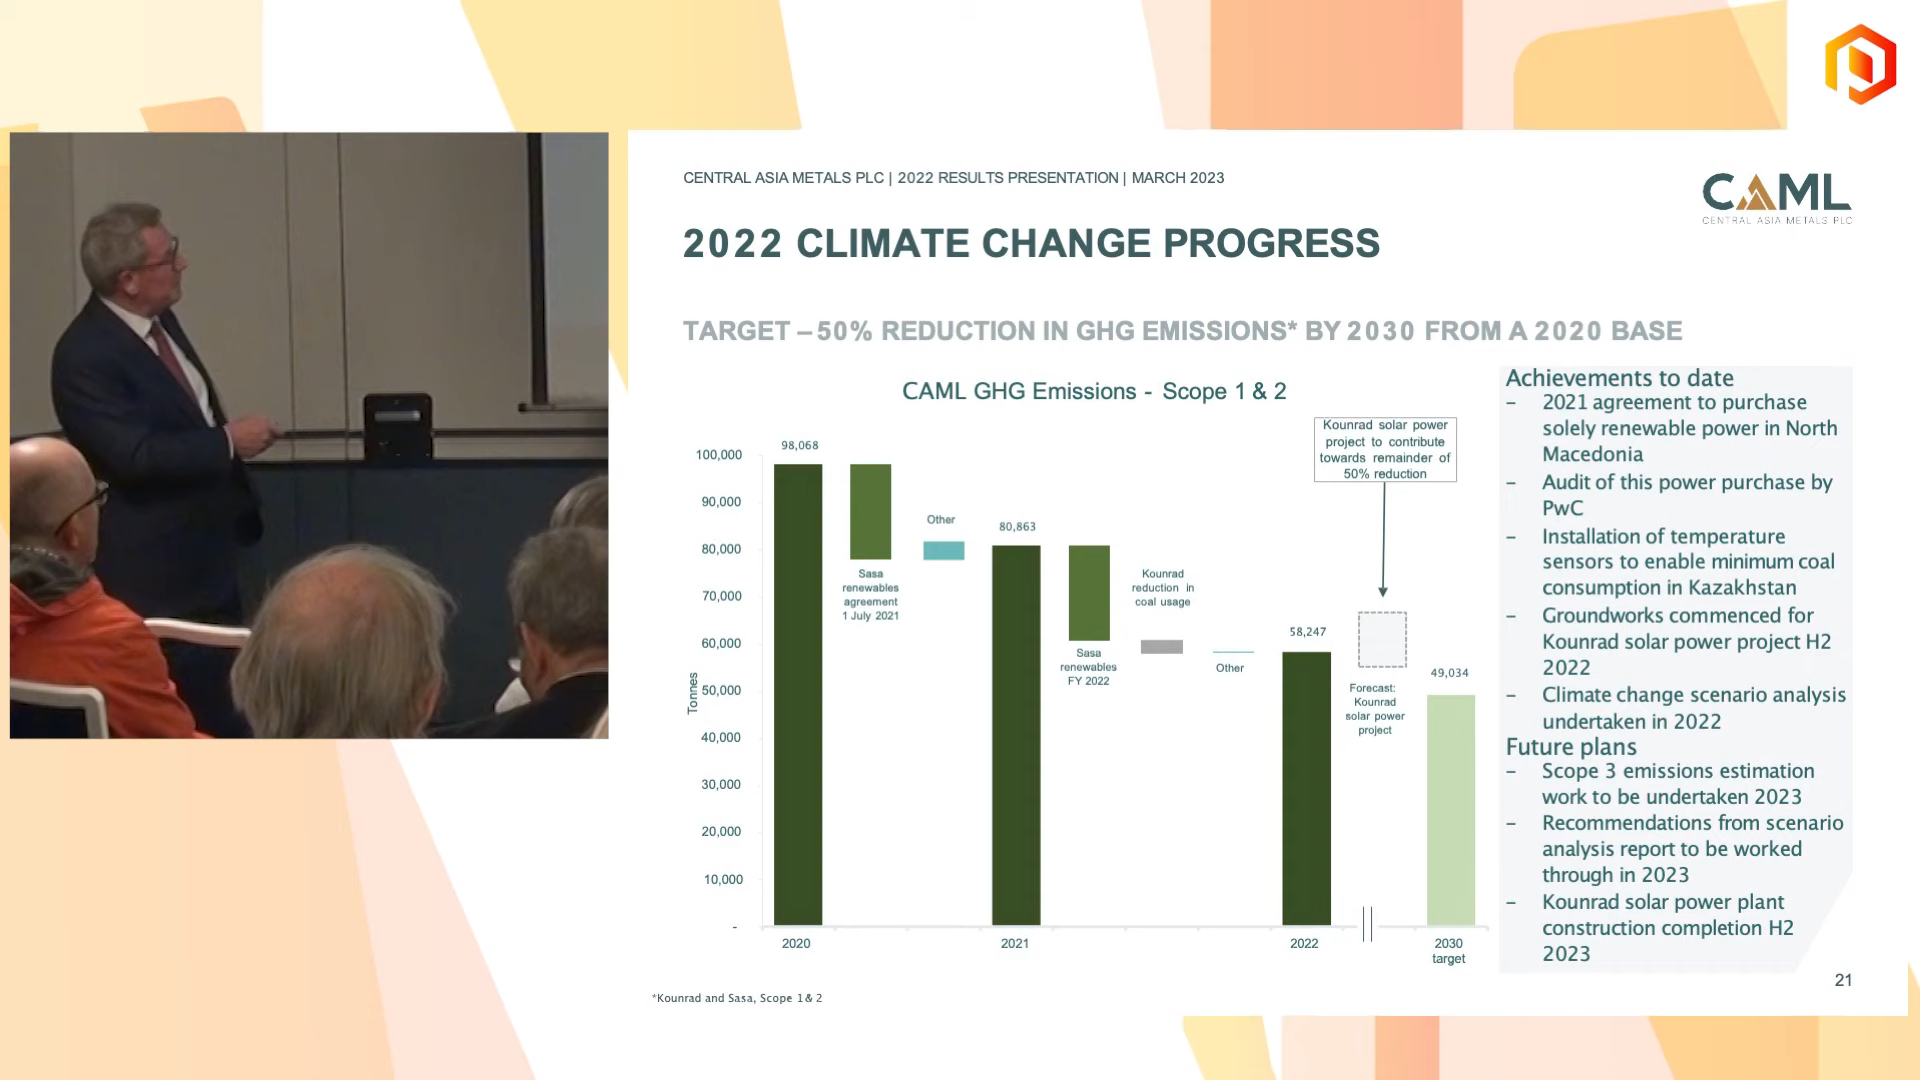 CENTRAL ASIA METALS PLC | 2022 RESULTS PRESENTATION | MARCH 2023
CAML
CENTRAL ASIA METALS PLC
2022 CLIMATE CHANGE PROGRESS
TARGET – 50% REDUCTION IN GHG EMISSIONS* BY 2030 FROM A 2020 BASE
CAML GHG Emissions - Scope 1 & 2
Tonnes
100,000
90,000
80,000
70,000
60,000
50,000
40,000
30,000
20,000
10,000
-
98,068
Sasa
renewables
agreement
1 July 2021
Other
80,863
Sasa
renewables
FY 2022
Kounrad
reduction in
coal usage
Other
58,247
Kounrad solar power
project to contribute
towards remainder of
50% reduction
Forecast:
Kounrad
solar power
project
49,034
2020
2021
2022
2030
target
Achievements to date
– 2021 agreement to purchase
solely renewable power in North
Macedonia
– Audit of this power purchase by
PwC
– Installation of temperature
sensors to enable minimum coal
consumption in Kazakhstan
– Groundworks commenced for
Kounrad solar power project H2
2022
– Climate change scenario analysis
undertaken in 2022
Future plans
– Scope 3 emissions estimation
work to be undertaken 2023
– Recommendations from scenario
analysis report to be worked
through in 2023
– Kounrad solar power plant
construction completion H2
2023
*Kounrad and Sasa, Scope 1 & 2
21